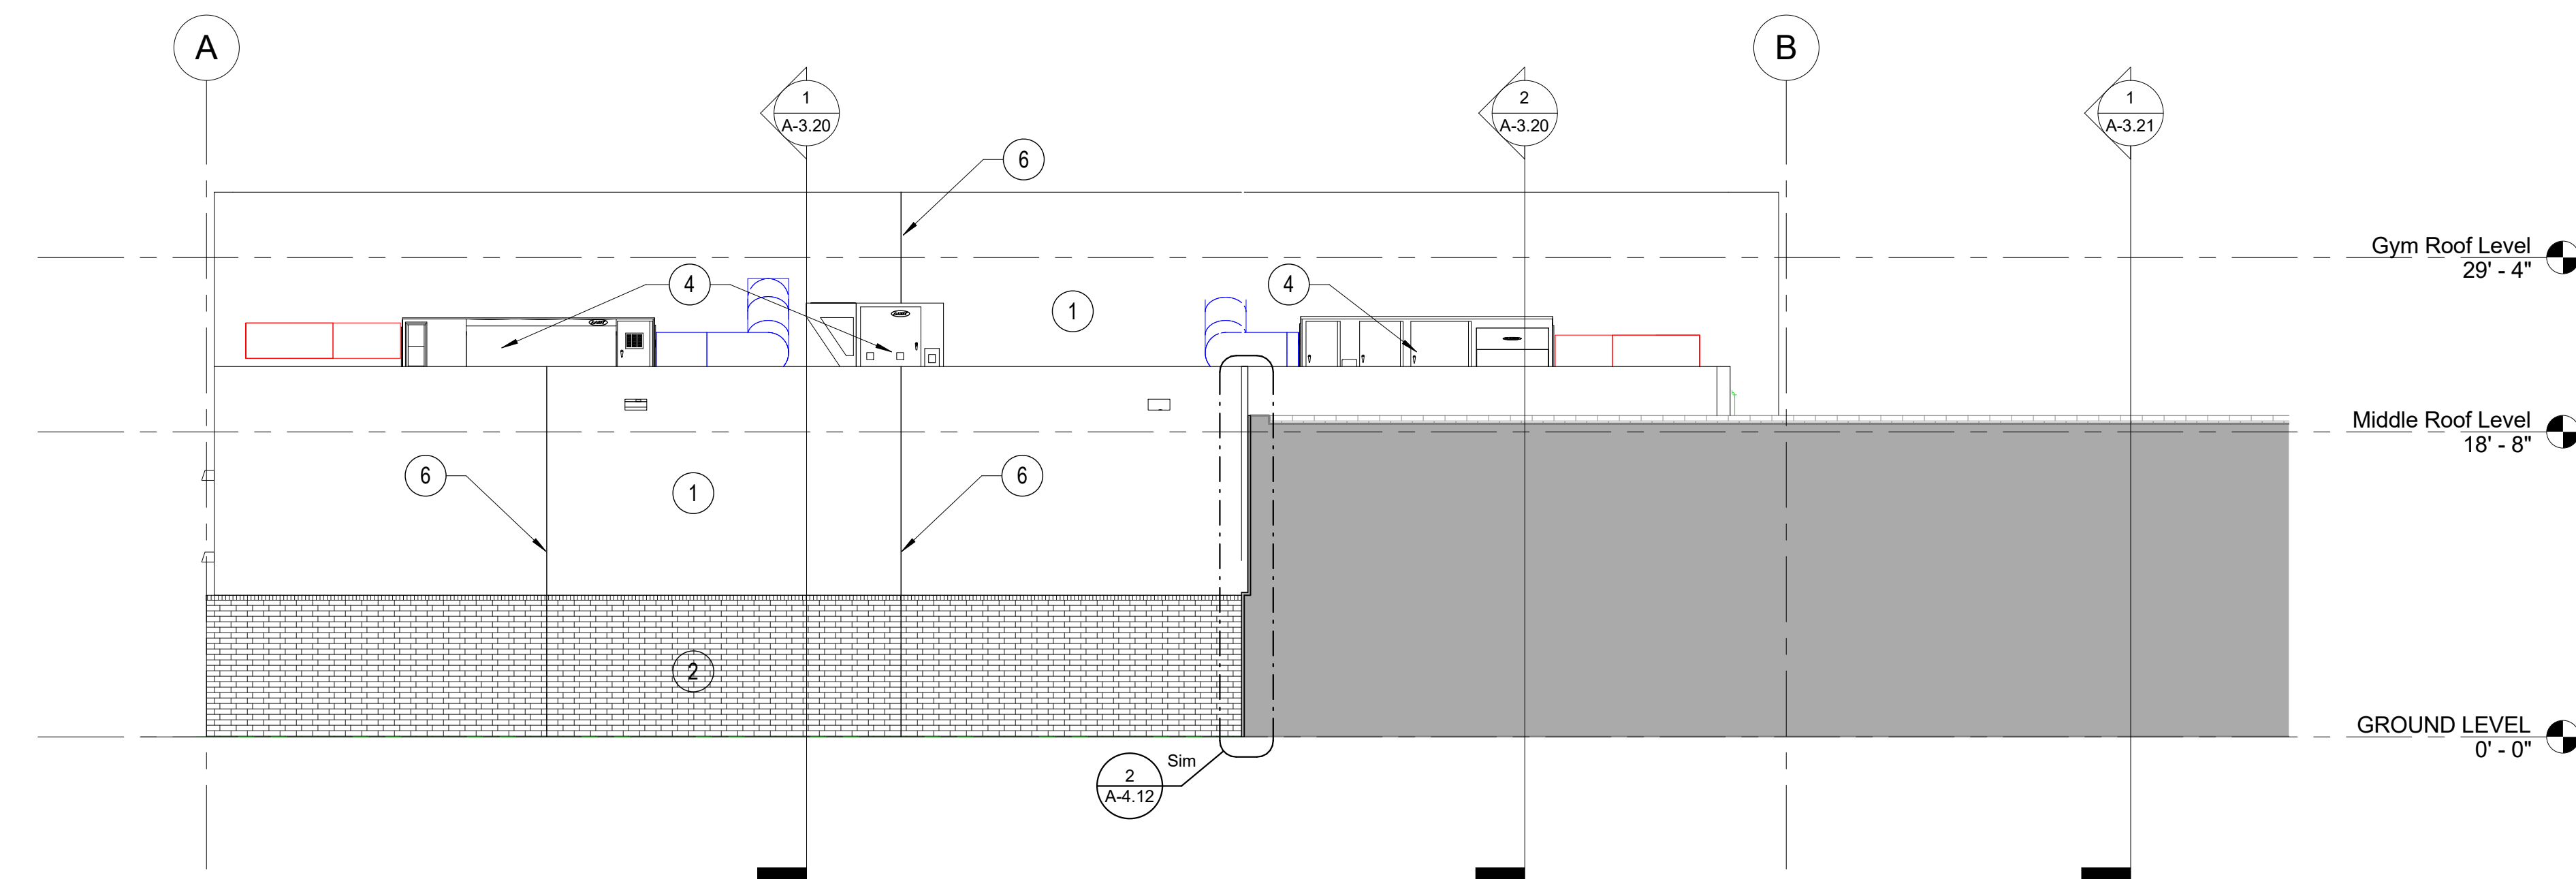 A
B
1
A-3.20
2
A-3.20
1
A-3.21
6
Gym Roof Level
29' - 4"
4
4
1
Middle Roof Level
18' - 8"
6
1
6
2
GROUND LEVEL
0' - 0"
Sim
2
A-4.12